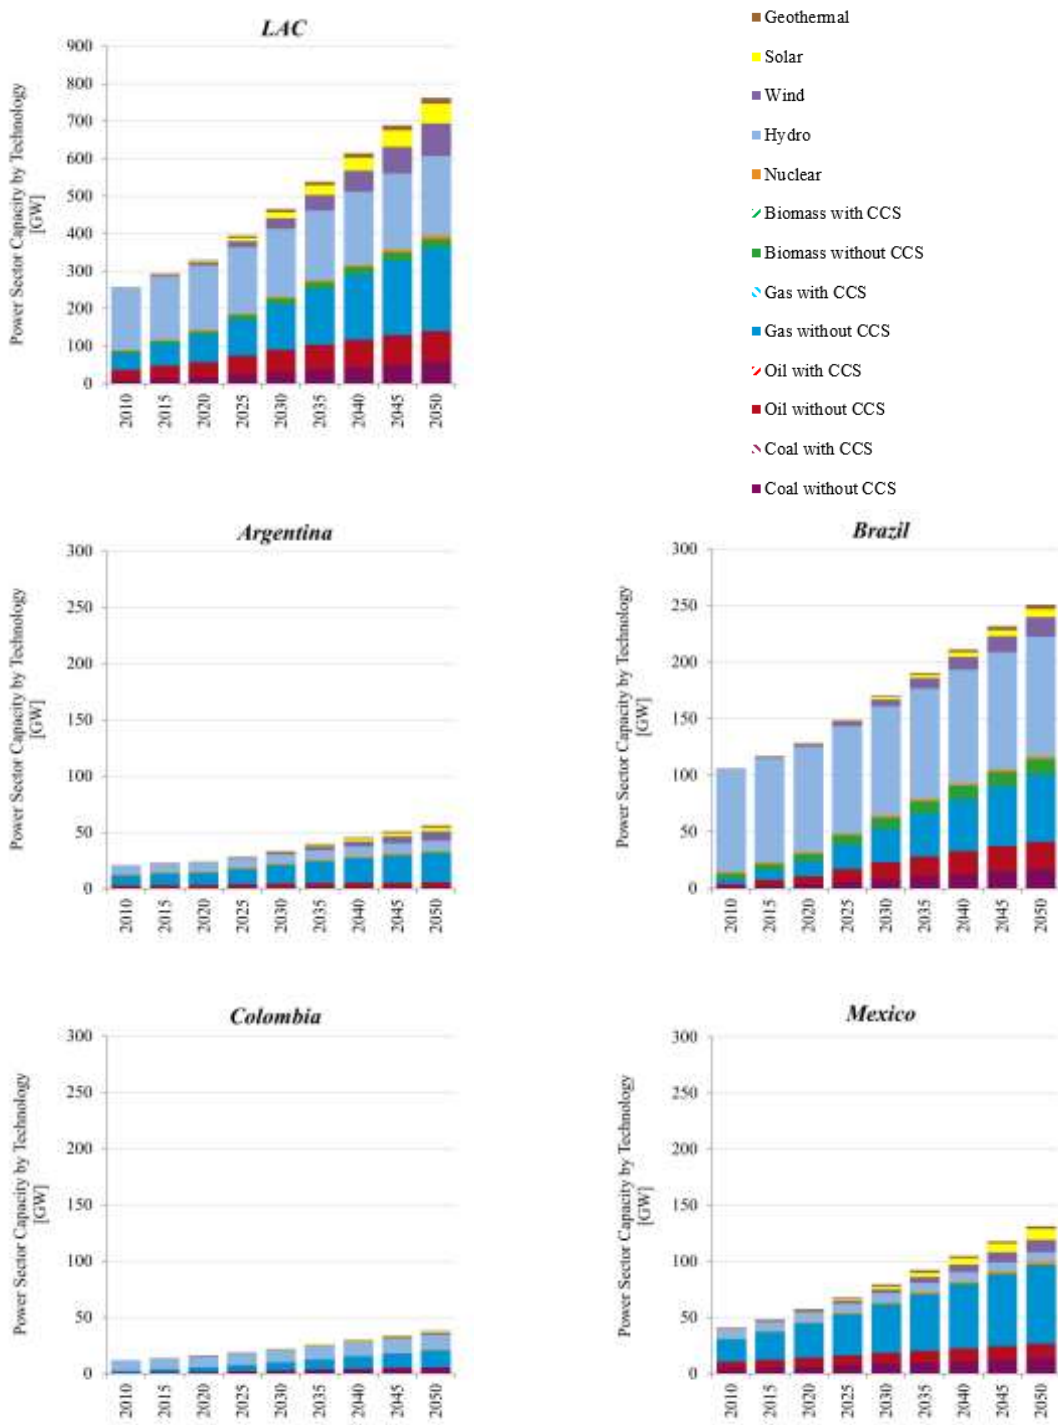 LAC
Power Sector Capacity by Technology
[GW]
900
800
700
600
500
400
300
200
100
0
2010
2015
2020
2025
2030
2035
2040
2045
2050
Geothermal
Solar
Wind
Hydro
Nuclear
Biomass with CCS
Biomass without CCS
Gas with CCS
Gas without CCS
Oil with CCS
Oil without CCS
Coal with CCS
Coal without CCS
Argentina
Power Sector Capacity by Technology
[GW]
300
250
200
150
100
50
0
2010
2015
2020
2025
2030
2035
2040
2045
2050
Brazil
Power Sector Capacity by Technology
[GW]
300
250
200
150
100
50
0
2010
2015
2020
2025
2030
2035
2040
2045
2050
Colombia
Power Sector Capacity by Technology
[GW]
300
250
200
150
100
50
0
2010
2015
2020
2025
2030
2035
2040
2045
2050
Mexico
Power Sector Capacity by Technology
[GW]
300
250
200
150
100
50
0
2010
2015
2020
2025
2030
2035
2040
2045
2050